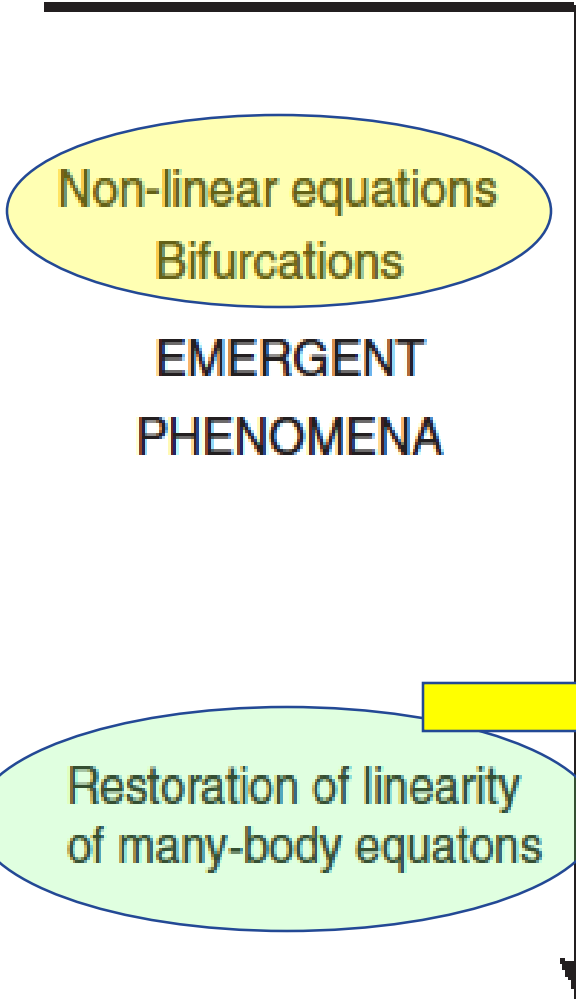 Non-linear equations
Bifurcations
EMERGENT
PHENOMENA
Restoration of linearity
of many-body equatons